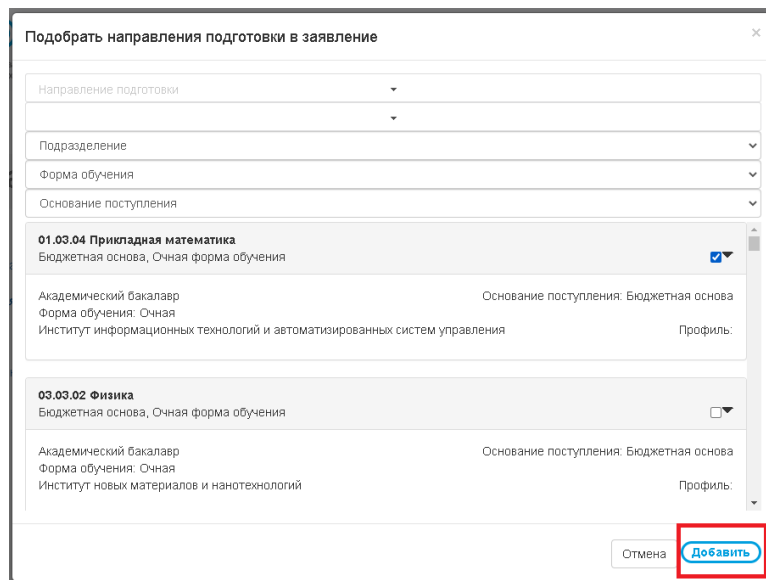 Подобрать направления подготовки в заявление ×
Направление подготовки
Подразделение
Форма обучения
Основание поступления
01.03.04 Прикладная математика
Бюджетная основа, Очная форма обучения
Академический бакалавр Основание поступления: Бюджетная основа
Форма обучения: Очная
Институт информационных технологий и автоматизированных систем управления Профиль:
03.03.02 Физика
Бюджетная основа, Очная форма обучения
Академический бакалавр Основание поступления: Бюджетная основа
Форма обучения: Очная
Институт новых материалов и нанотехнологий Профиль:
Отмена Добавить